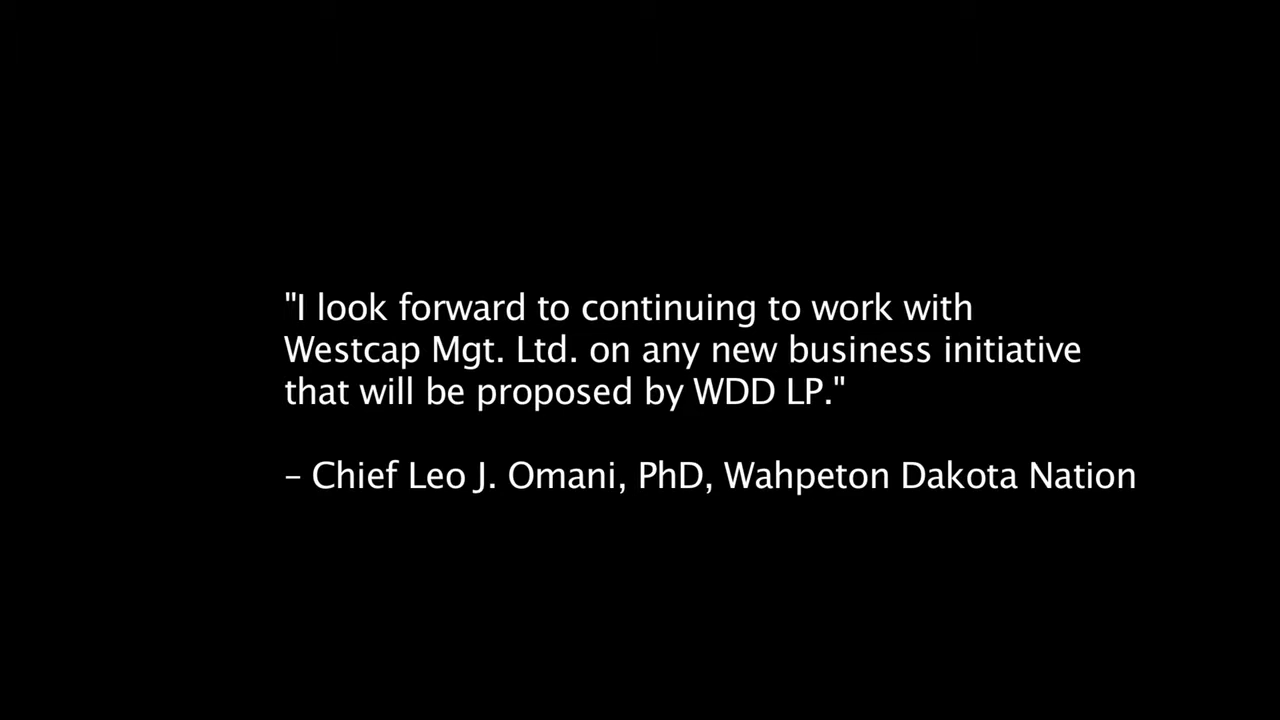 "I look forward to continuing to work with
Westcap Mgt. Ltd. on any new business initiative
that will be proposed by WDD LP."
– Chief Leo J. Omani, PhD, Wahpeton Dakota Nation